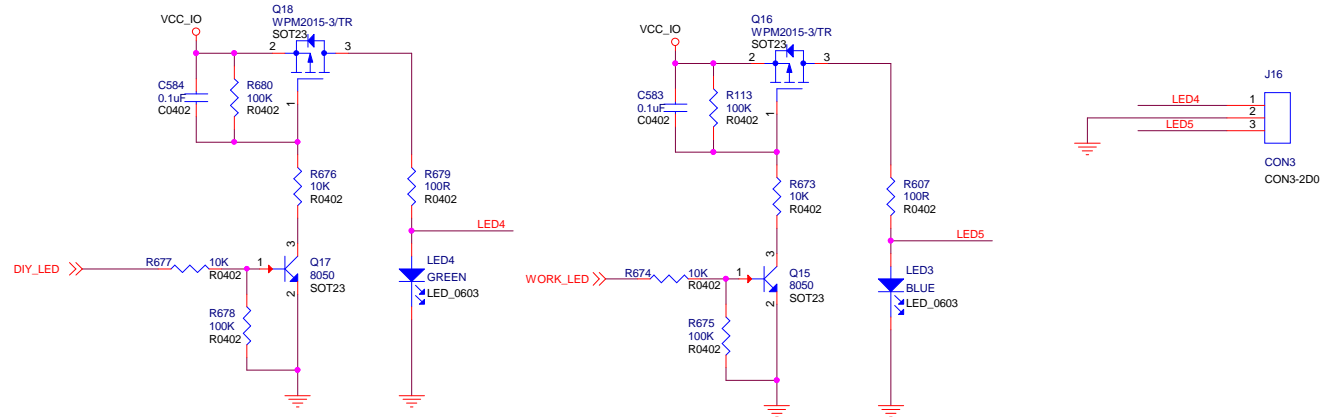 Q18
WPM2015-3/TR
SOT23
VCC_IO
2
3
1
C584
0.1uF
C0402
R680
100K
R0402
R676
10K
R0402
R679
100R
R0402
LED4
DIY_LED
R677
10K
R0402
1
3
2
Q17
8050
SOT23
R678
100K
R0402
LED4
GREEN
LED_0603
Q16
WPM2015-3/TR
SOT23
VCC_IO
2
3
1
C583
0.1uF
C0402
R113
100K
R0402
R673
10K
R0402
R607
100R
R0402
LED5
WORK_LED
R674
10K
R0402
1
3
2
Q15
8050
SOT23
R675
100K
R0402
LED3
BLUE
LED_0603
J16
LED4
1
2
LED5
3
CON3
CON3-2D0